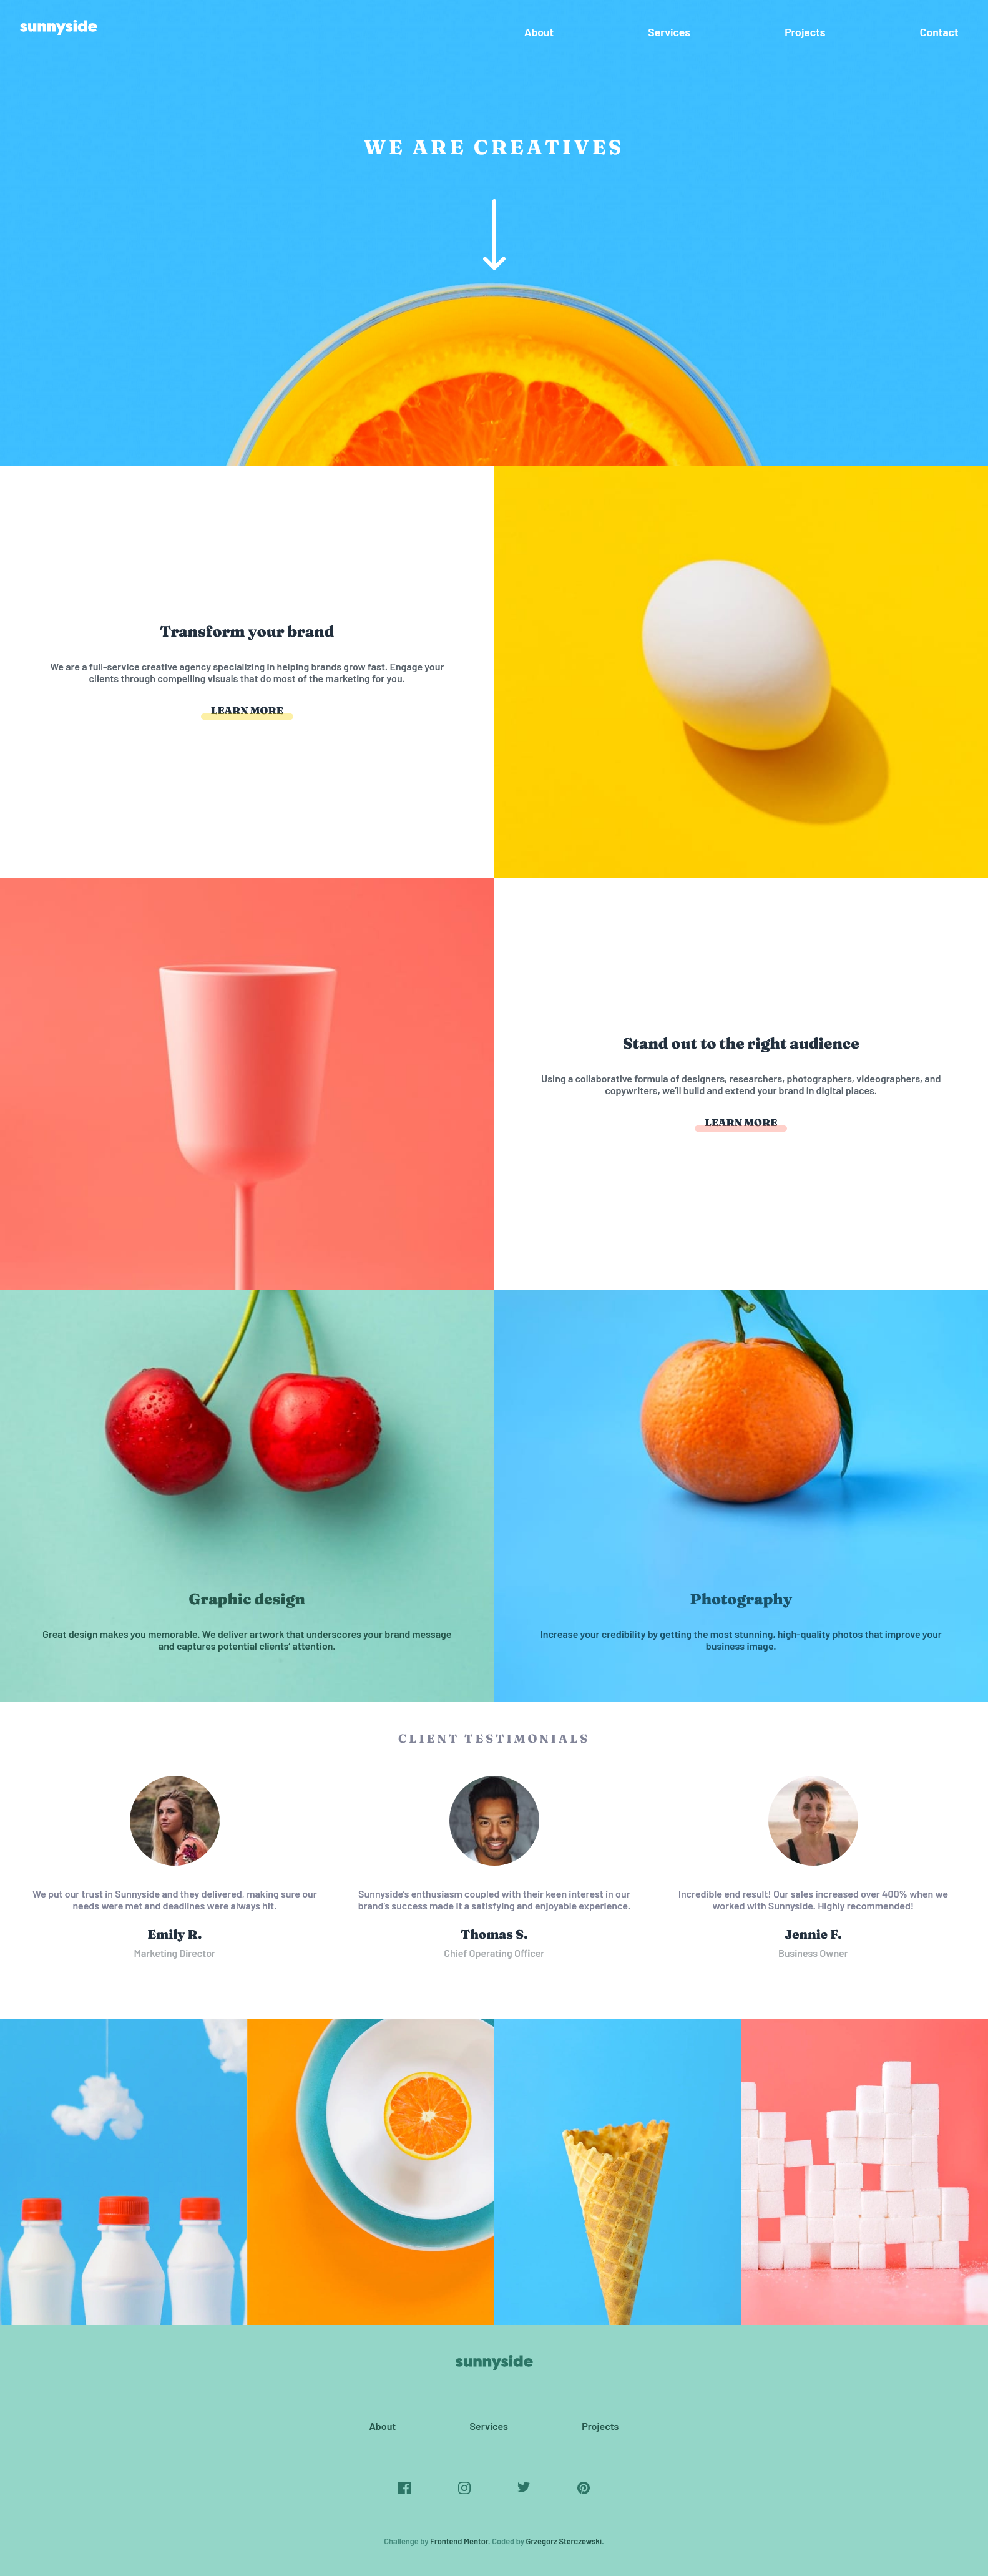 sunnyside
About Services Projects Contact
WE ARE CREATIVES
Transform your brand
We are a full-service creative agency specializing in helping brands grow fast. Engage your
clients through compelling visuals that do most of the marketing for you.
LEARN MORE
Stand out to the right audience
Using a collaborative formula of designers, researchers, photographers, videographers, and
copywriters, we'll build and extend your brand in digital places.
LEARN MORE
Graphic design
Great design makes you memorable. We deliver artwork that underscores your brand message
and captures potential clients' attention.
Photography
Increase your credibility by getting the most stunning, high-quality photos that improve your
business image.
CLIENT TESTIMONIALS
We put our trust in Sunnyside and they delivered, making sure our
needs were met and deadlines were always hit.
Emily R.
Marketing Director
Sunnyside's enthusiasm coupled with their keen interest in our
brand's success made it a satisfying and enjoyable experience.
Thomas S.
Chief Operating Officer
Incredible end result! Our sales increased over 400% when we
worked with Sunnyside. Highly recommended!
Jennie F.
Business Owner
sunnyside
About Services Projects
Challenge by Frontend Mentor. Coded by Grzegorz Sterczewski.